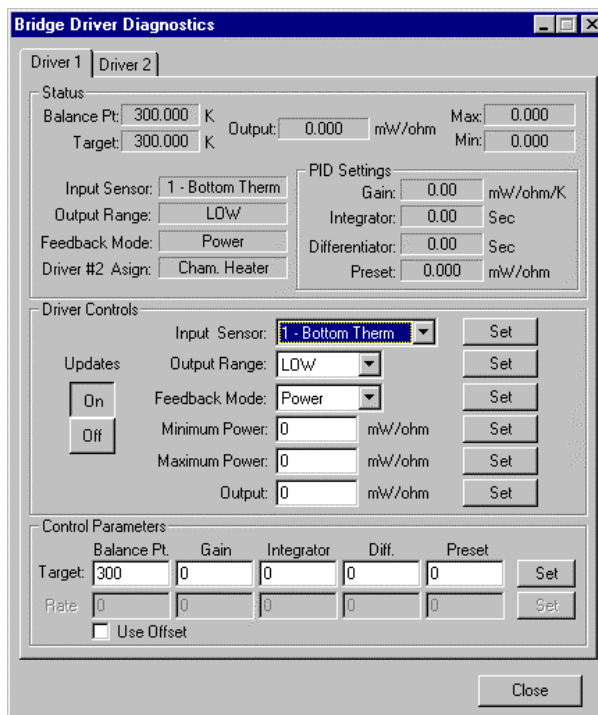 Bridge Driver Diagnostics
Driver 1 Driver 2
Status
Balance Pt: 300.000 K
Target: 300.000 K
Output: 0.000 mW/ohm
Max: 0.000
Min: 0.000
Input Sensor: 1 - Bottom Therm
Output Range: LOW
Feedback Mode: Power
Driver #2 Asign: Cham. Heater
PID Settings
Gain: 0.00 mW/ohm/K
Integrator: 0.00 Sec
Differentiator: 0.00 Sec
Preset: 0.000 mW/ohm
Driver Controls
Updates
On
Off
Input Sensor: 1 - Bottom Therm Set
Output Range: LOW Set
Feedback Mode: Power Set
Minimum Power: 0 mW/ohm Set
Maximum Power: 0 mW/ohm Set
Output: 0 mW/ohm Set
Control Parameters
Balance Pt. Gain Integrator Diff. Preset
Target: 300 0 0 0 0 Set
Rate 0 0 0 0 0 Set
Use Offset
Close